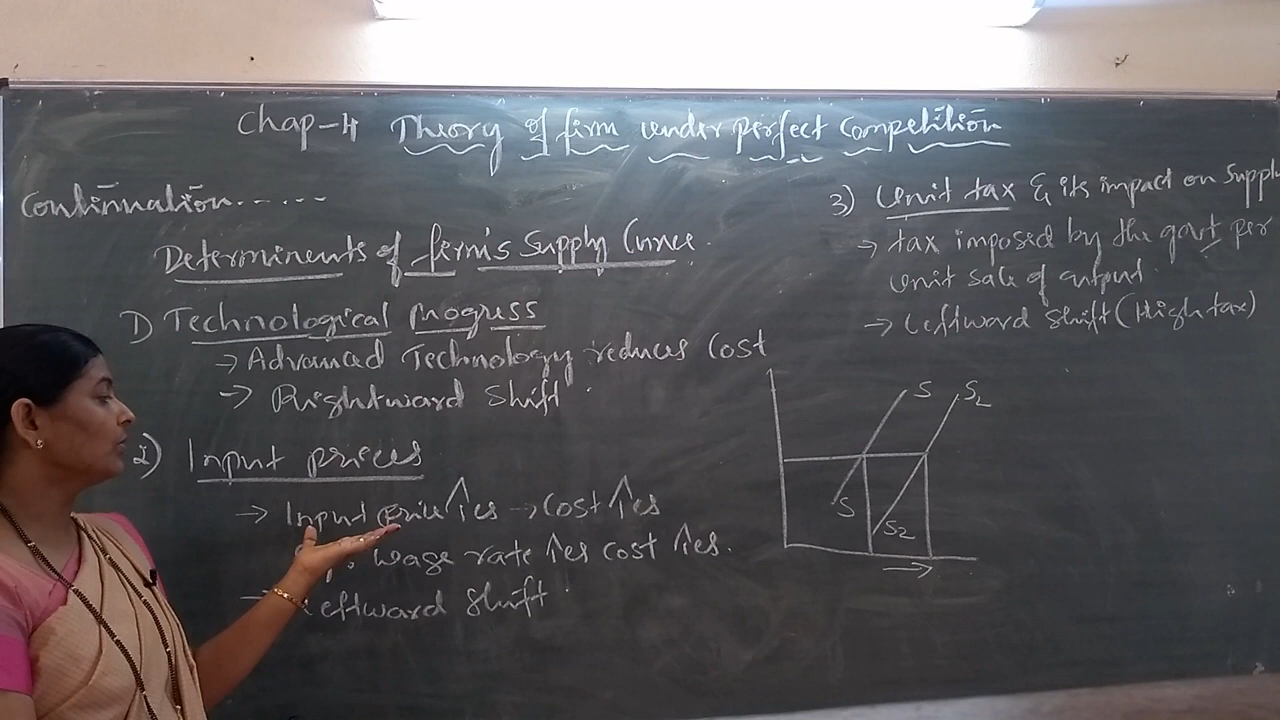 Chap-4 Theory of firm under perfect Competition
Continuation......
Determinents of firm's Supply Curve.
1) Technological Progress
→ Advanced Technology reduces Cost
→ Rightward Shift.
2) Input prices
→ Input price ↑es → Cost ↑es
wage rate ↑es cost ↑es.
→ Leftward Shift.
3) Unit tax & its impact on Supply
→ tax imposed by the govt per
Unit sale of output.
→ Leftward Shift (High tax)
S S2
S S2
→